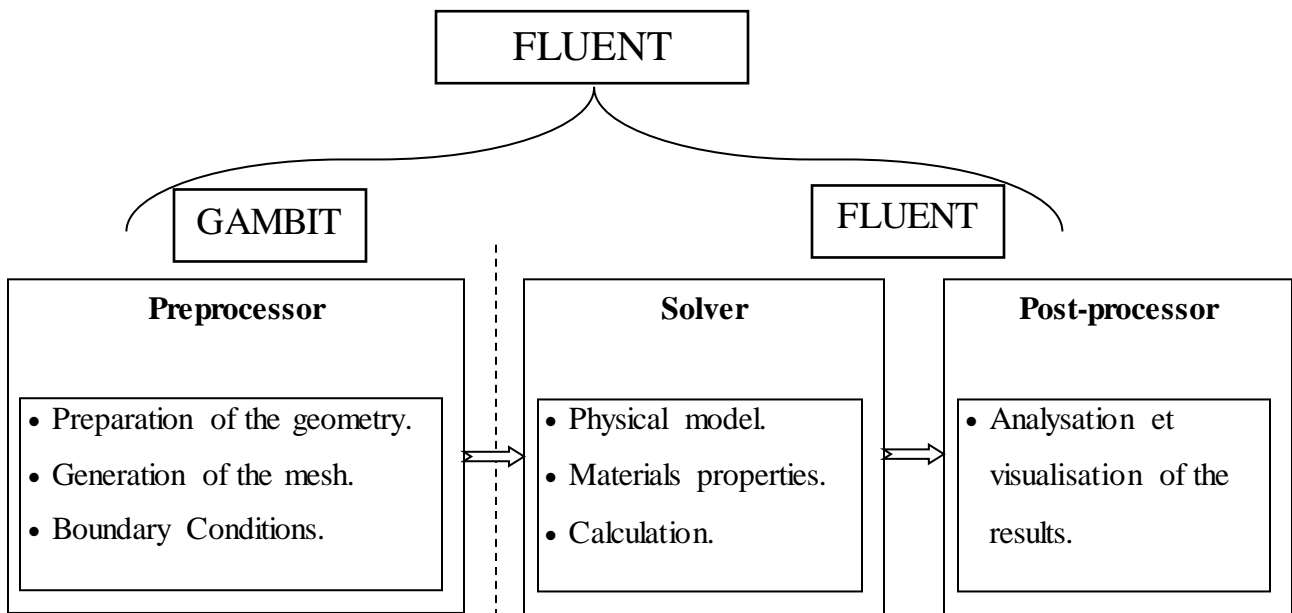 FLUENT
GAMBIT
FLUENT
Preprocessor
• Preparation of the geometry.
• Generation of the mesh.
• Boundary Conditions.
Solver
• Physical model.
• Materials properties.
• Calculation.
Post-processor
• Analysation et
visualisation of the
results.